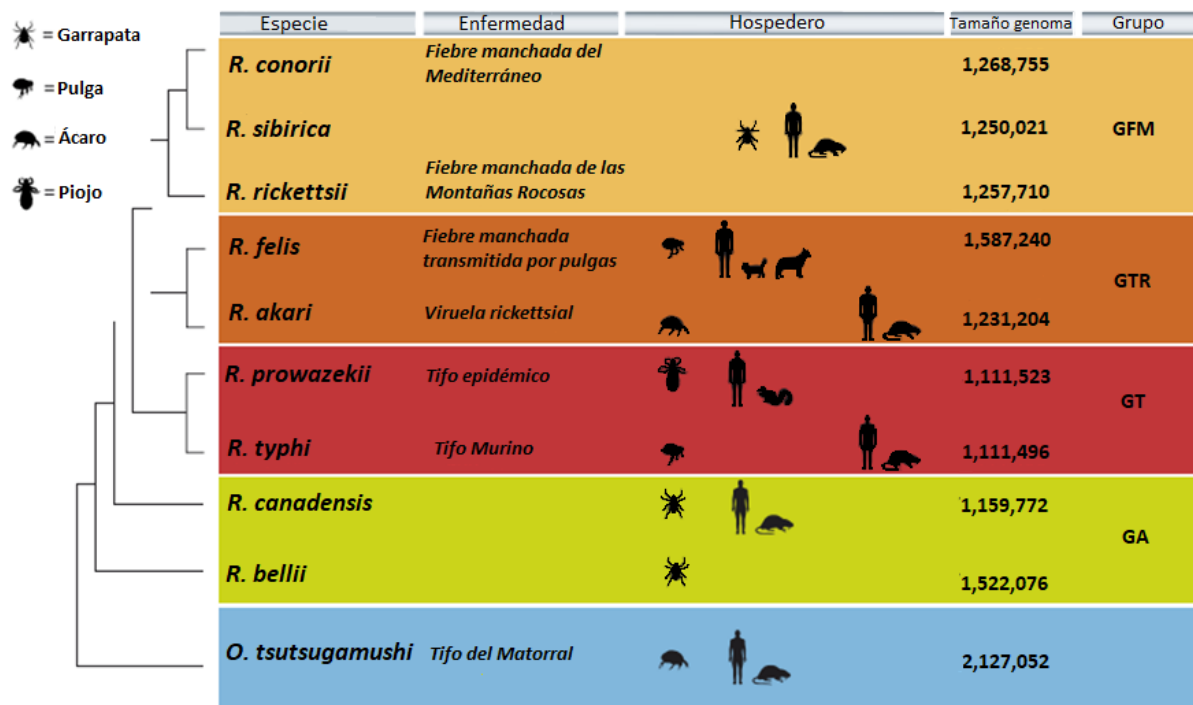 Especie Enfermedad Hospedero Tamaño genoma Grupo
= Garrapata
= Pulga
= Ácaro
= Piojo
R. conorii Fiebre manchada del
Mediterráneo 1,268,755
R. sibirica 1,250,021 GFM
R. rickettsii Fiebre manchada de las
Montañas Rocosas 1,257,710
R. felis Fiebre manchada
transmitida por pulgas 1,587,240
GTR
R. akari Viruela rickettsial 1,231,204
R. prowazekii Tifo epidémico 1,111,523
GT
R. typhi Tifo Murino 1,111,496
R. canadensis 1,159,772
GA
R. bellii 1,522,076
O. tsutsugamushi Tifo del Matorral 2,127,052